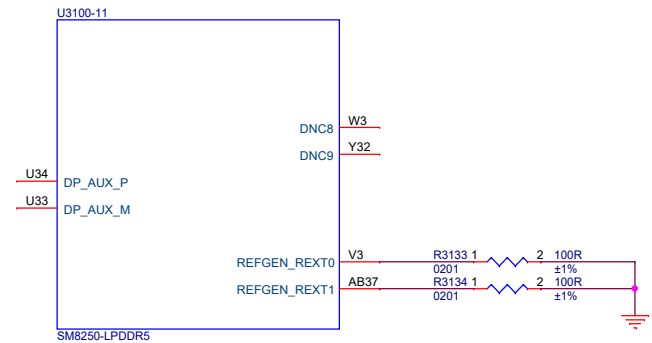 U3100-11
DNC8 W3
DNC9 Y32
U34 DP_AUX_P
U33 DP_AUX_M
REFGEN_REXT0 V3 R3133 1 2 100R
0201 ±1%
REFGEN_REXT1 AB37 R3134 1 2 100R
0201 ±1%
SM8250-LPDDR5